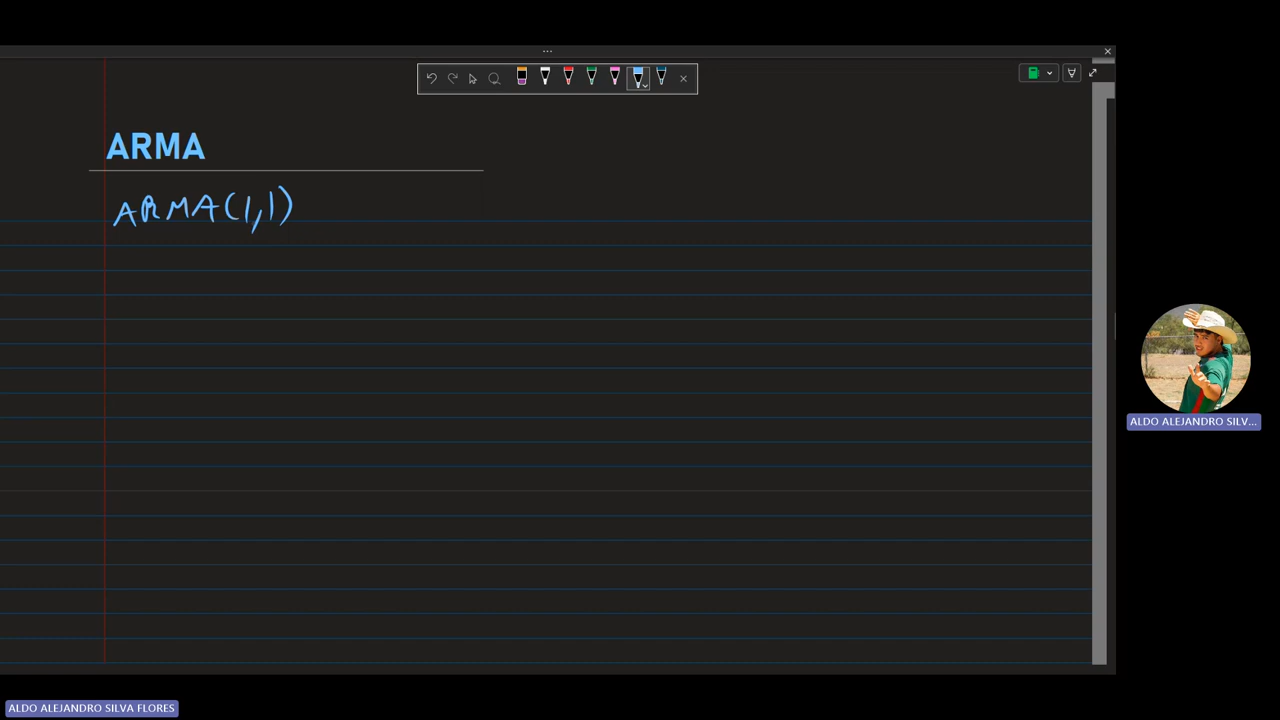 ARMA
ARMA(1,1)
ALDO ALEJANDRO SILV...
ALDO ALEJANDRO SILVA FLORES